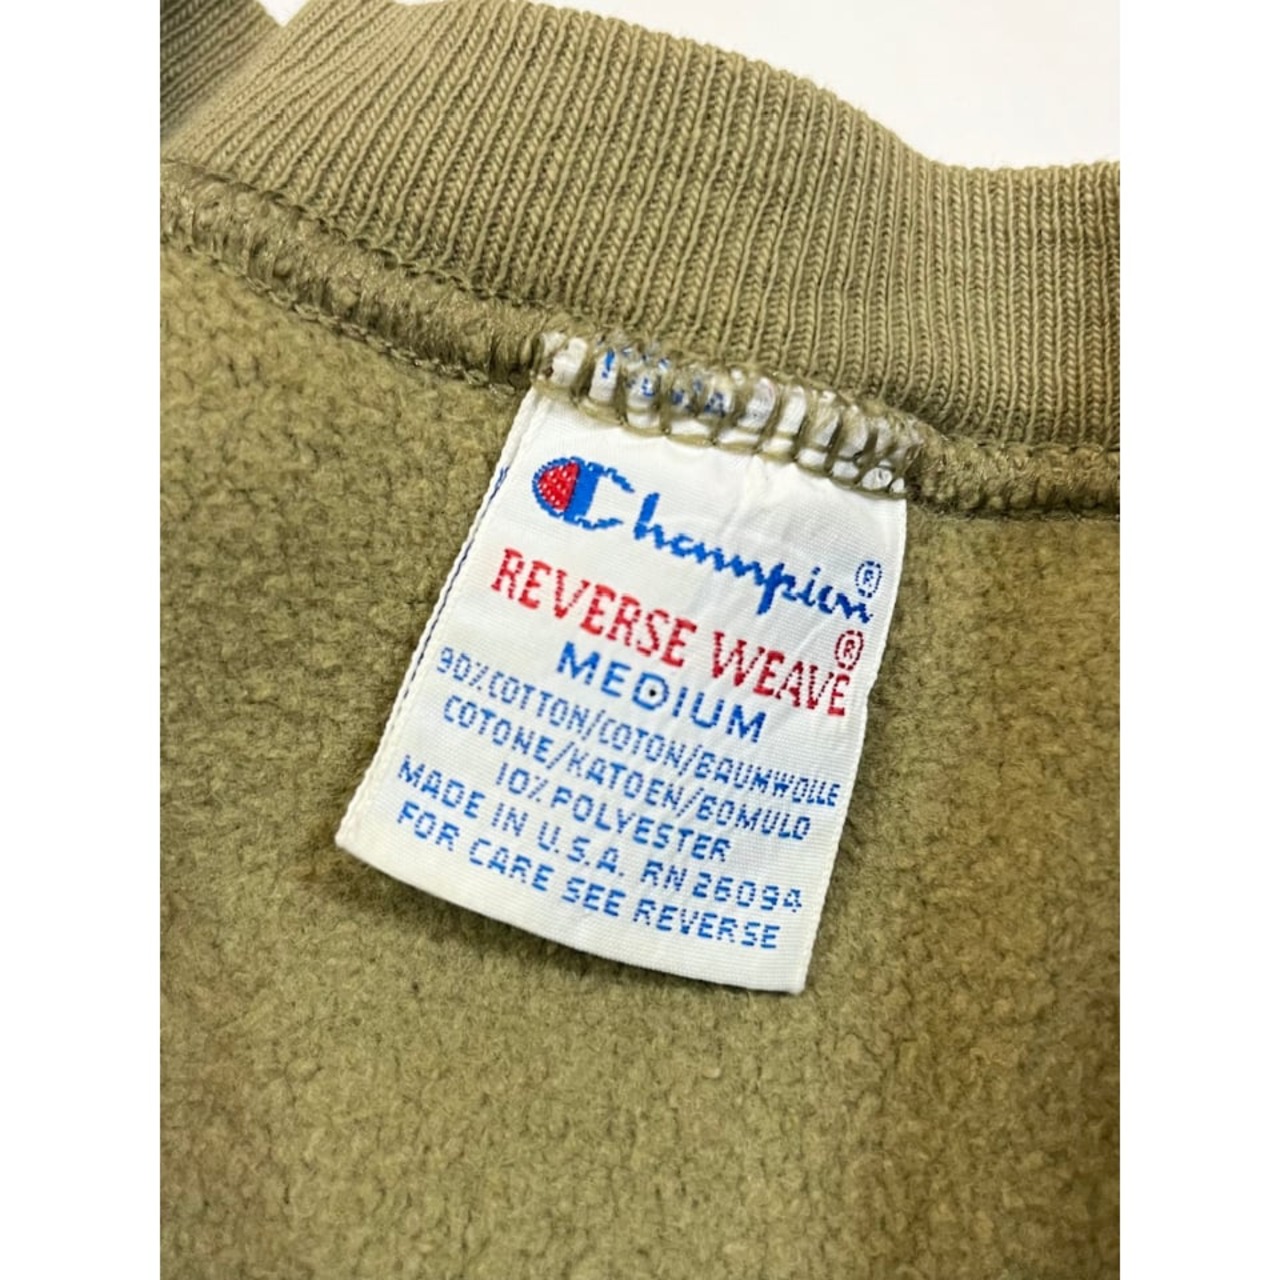 Champion®
REVERSE WEAVE®
MEDIUM
90% COTTON/COTON/BAUMWOLLE
COTONE/KATOEN/BOMULD
10% POLYESTER
MADE IN U.S.A. RN 26094
FOR CARE SEE REVERSE